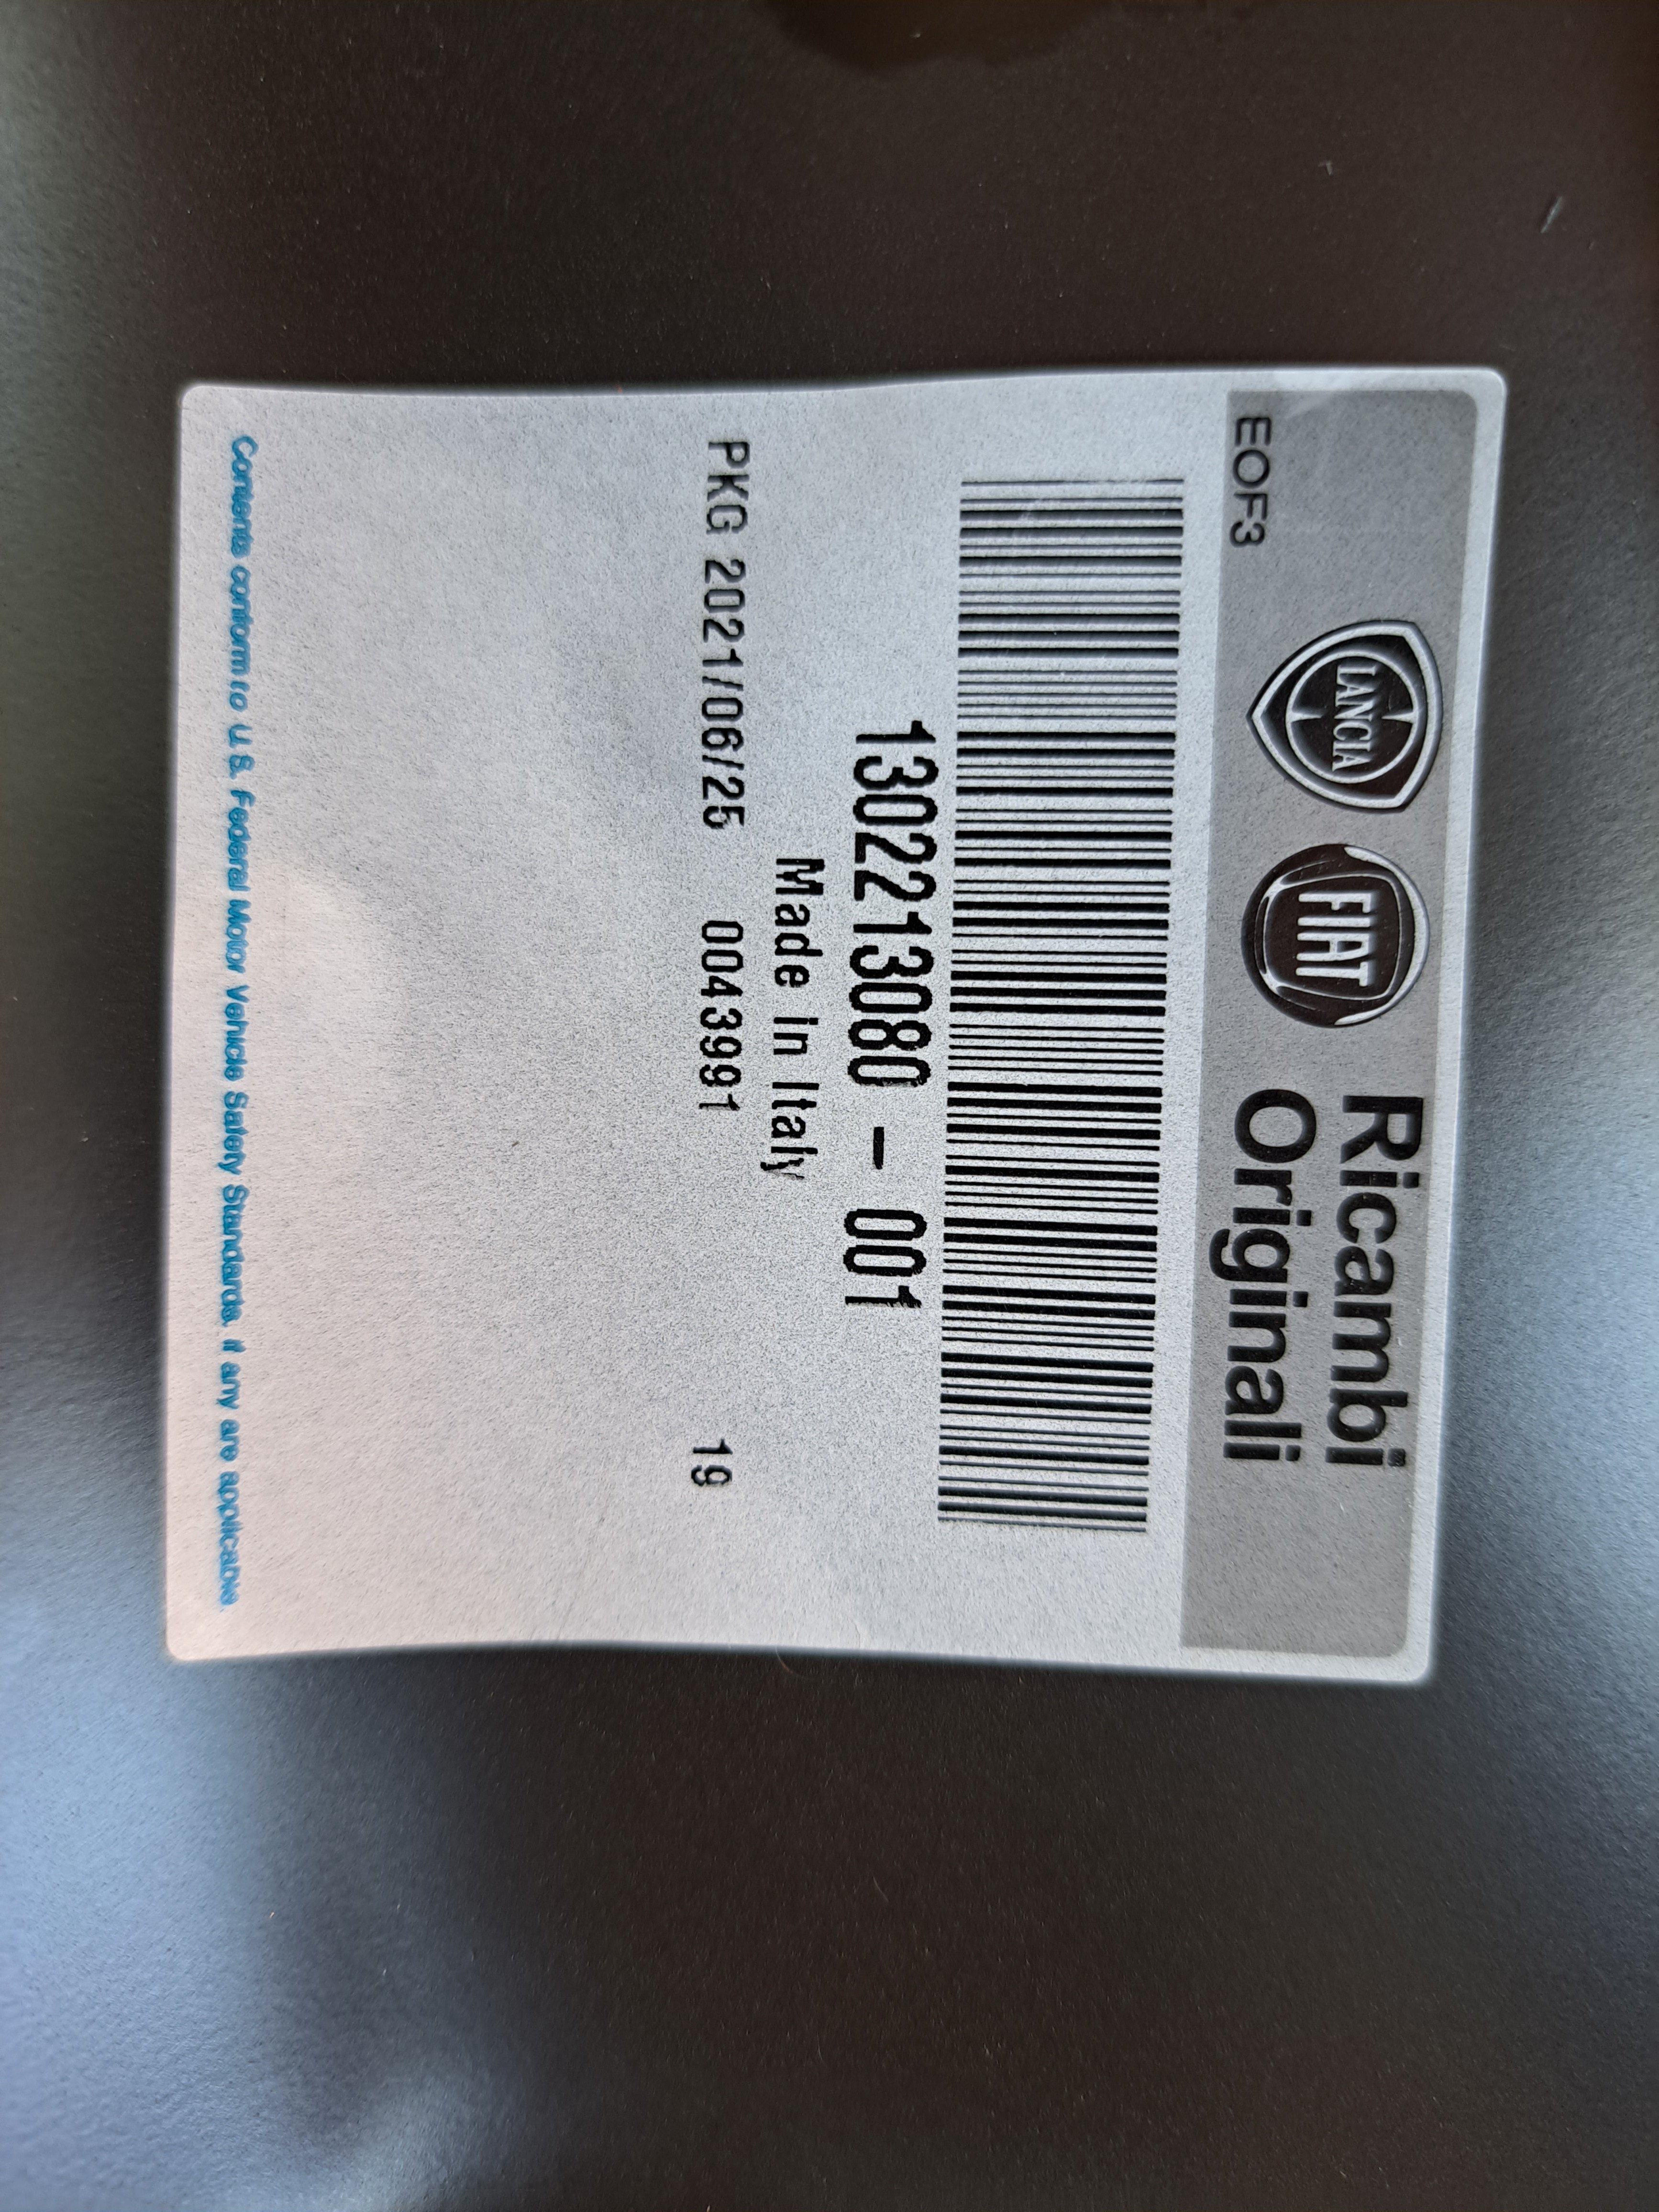 EOF3
LANCIA
FIAT
Ricambi
Originali
1302213080 - 001
Made in Italy
PKG 2021/06/25 0043991 19
Contents conform to U.S. Federal Motor Vehicle Safety Standards, if any are applicable.